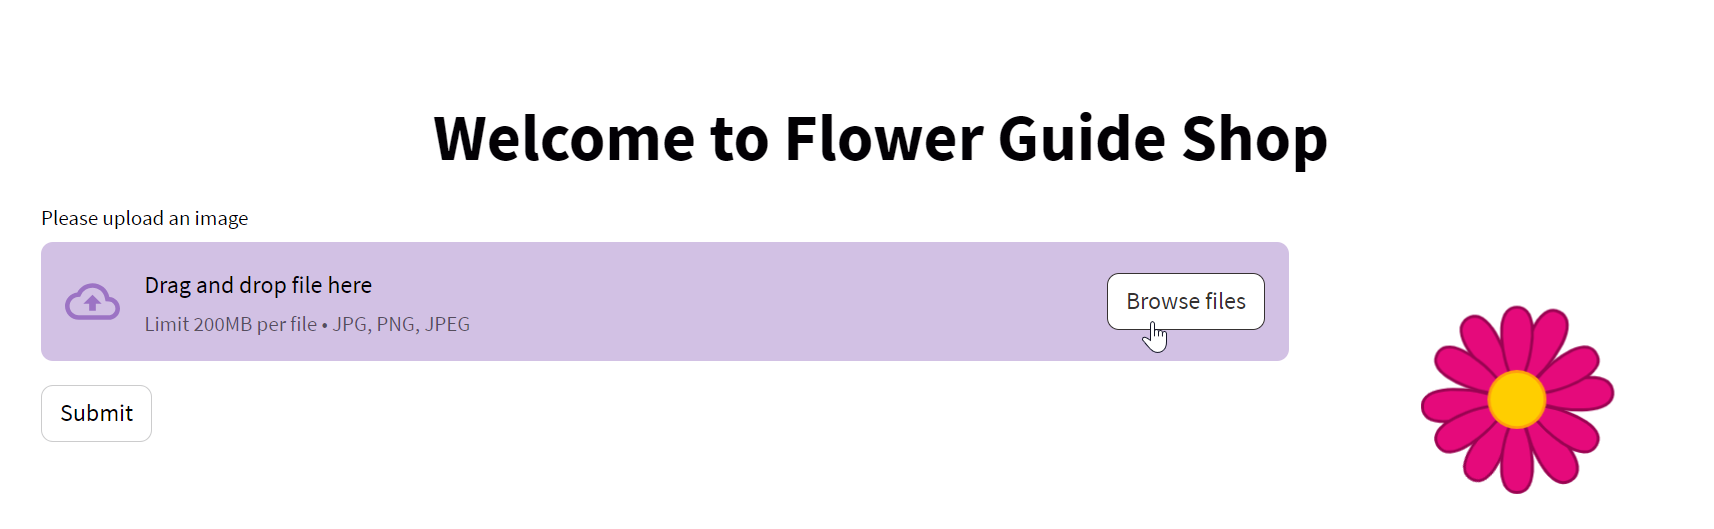 Welcome to Flower Guide Shop
Please upload an image
Drag and drop file here
Limit 200MB per file • JPG, PNG, JPEG
Browse files
Submit